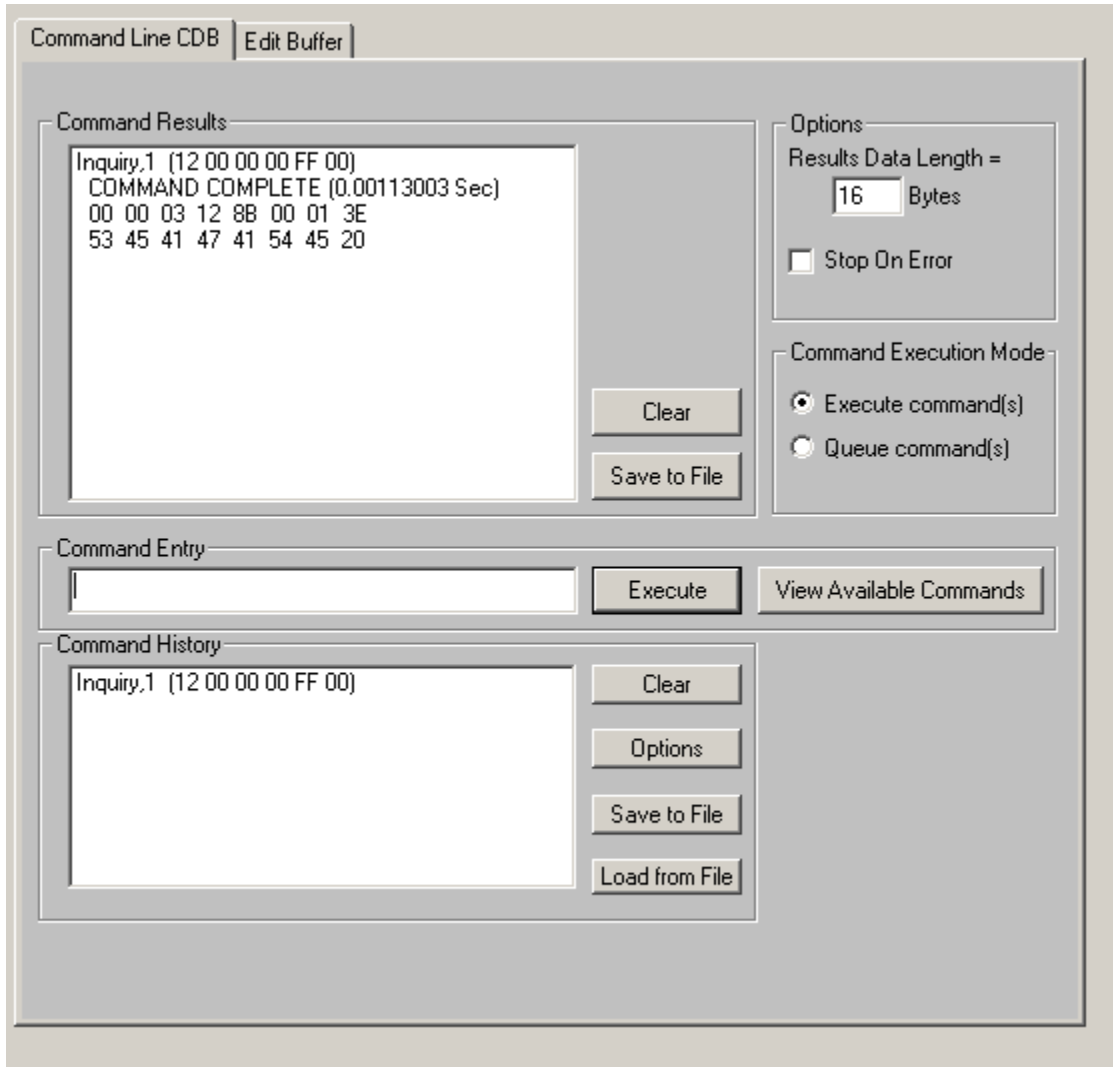 Command Line CDB
Edit Buffer
Command Results
Inquiry,1 (12 00 00 00 FF 00)
COMMAND COMPLETE (0.00113003 Sec)
00 00 03 12 8B 00 01 3E
53 45 41 47 41 54 45 20
Clear
Save to File
Options
Results Data Length =
16 Bytes
Stop On Error
Command Execution Mode
Execute command(s)
Queue command(s)
Command Entry
Execute
View Available Commands
Command History
Inquiry,1 (12 00 00 00 FF 00)
Clear
Options
Save to File
Load from File